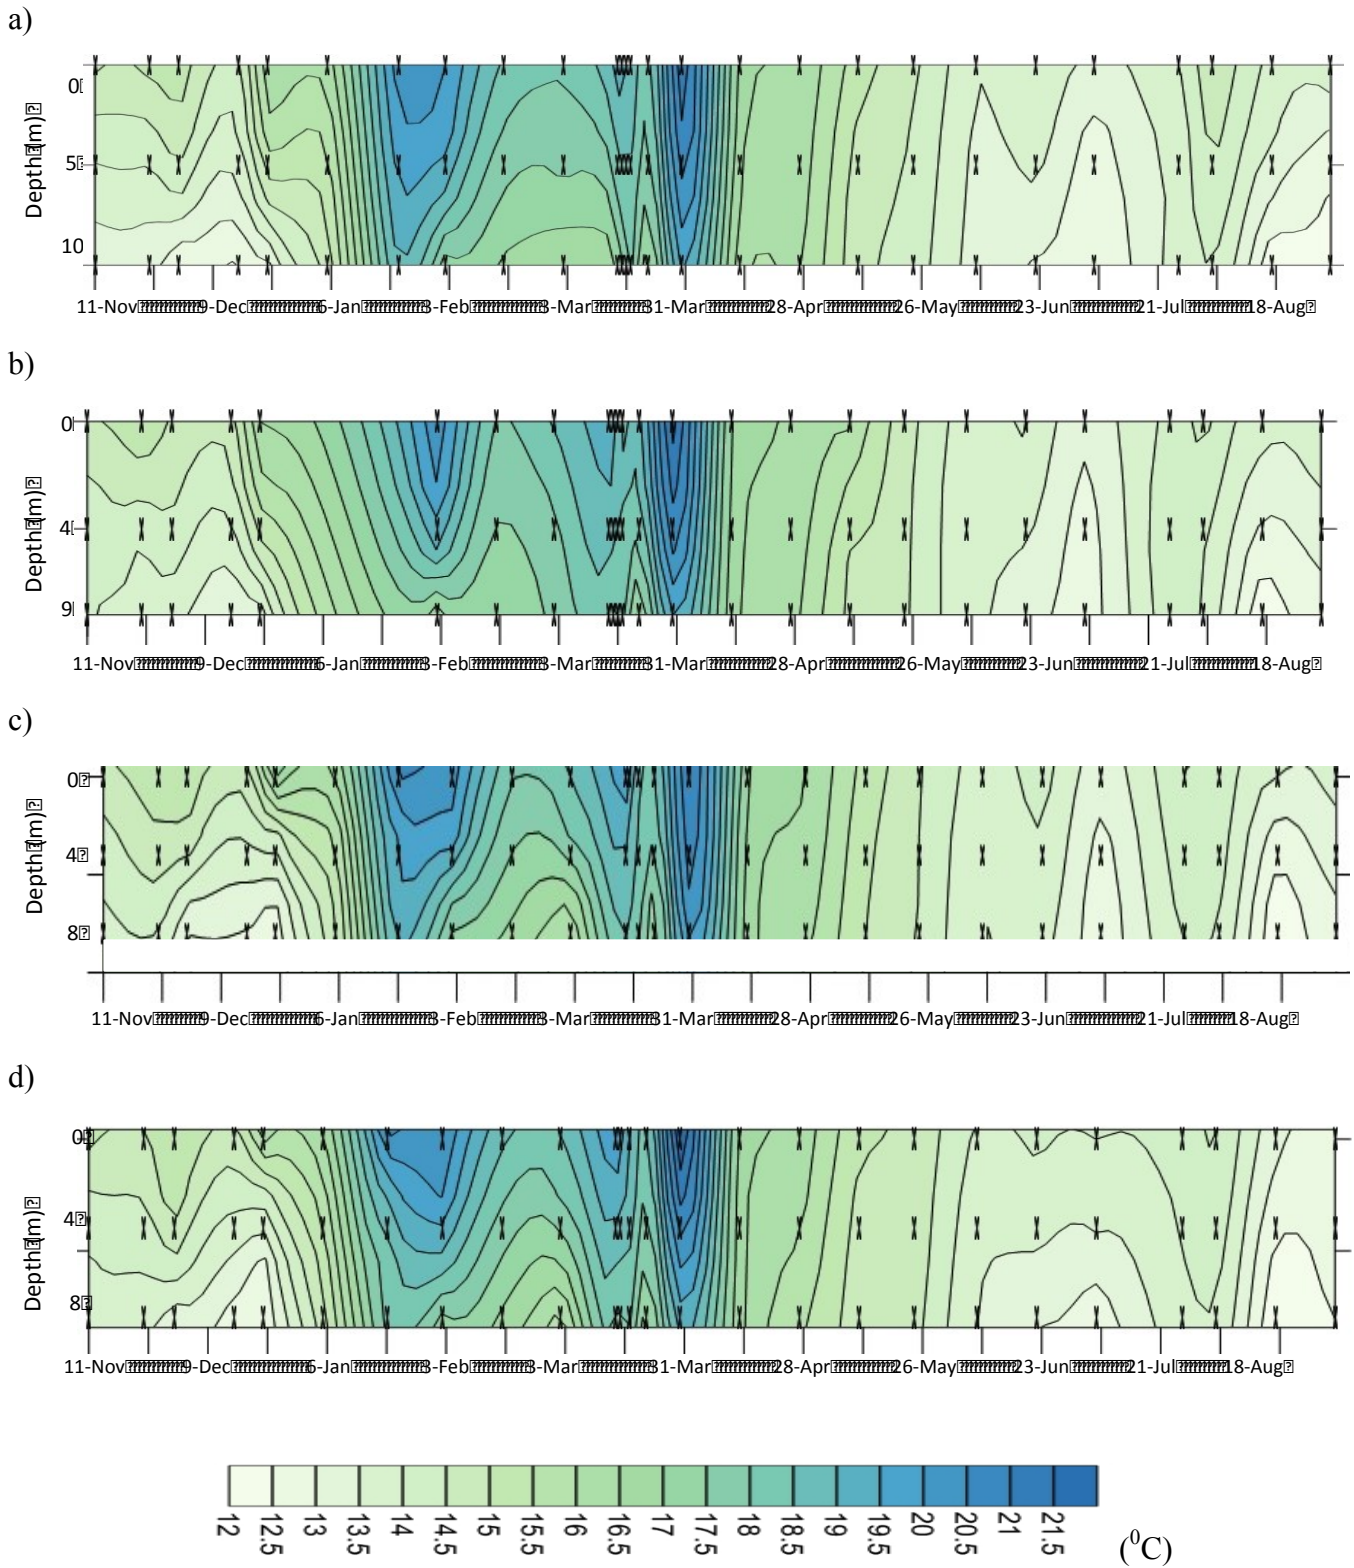 a)
Depth (m)
0
5
10
11-Nov 9-Dec 6-Jan 3-Feb 3-Mar 31-Mar 28-Apr 26-May 23-Jun 21-Jul 18-Aug
b)
Depth (m)
0
4
9
11-Nov 9-Dec 6-Jan 3-Feb 3-Mar 31-Mar 28-Apr 26-May 23-Jun 21-Jul 18-Aug
c)
Depth (m)
0
4
8
11-Nov 9-Dec 6-Jan 3-Feb 3-Mar 31-Mar 28-Apr 26-May 23-Jun 21-Jul 18-Aug
d)
Depth (m)
0
4
8
11-Nov 9-Dec 6-Jan 3-Feb 3-Mar 31-Mar 28-Apr 26-May 23-Jun 21-Jul 18-Aug
12 12.5 13 13.5 14 14.5 15 15.5 16 16.5 17 17.5 18 18.5 19 19.5 20 20.5 21 21.5
(⁰C)